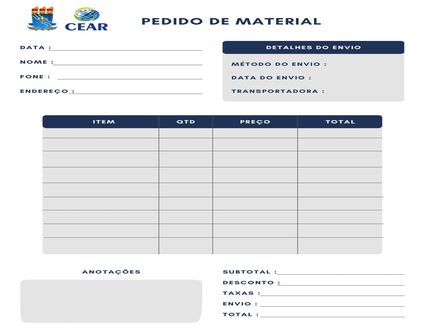 CEAR
PEDIDO DE MATERIAL
DATA :
NOME :
FONE :
ENDEREÇO :
DETALHES DO ENVIO
MÉTODO DO ENVIO :
DATA DO ENVIO :
TRANSPORTADORA :
ITEM QTD PREÇO TOTAL
ANOTAÇÕES
SUBTOTAL :
DESCONTO :
TAXAS :
ENVIO :
TOTAL :